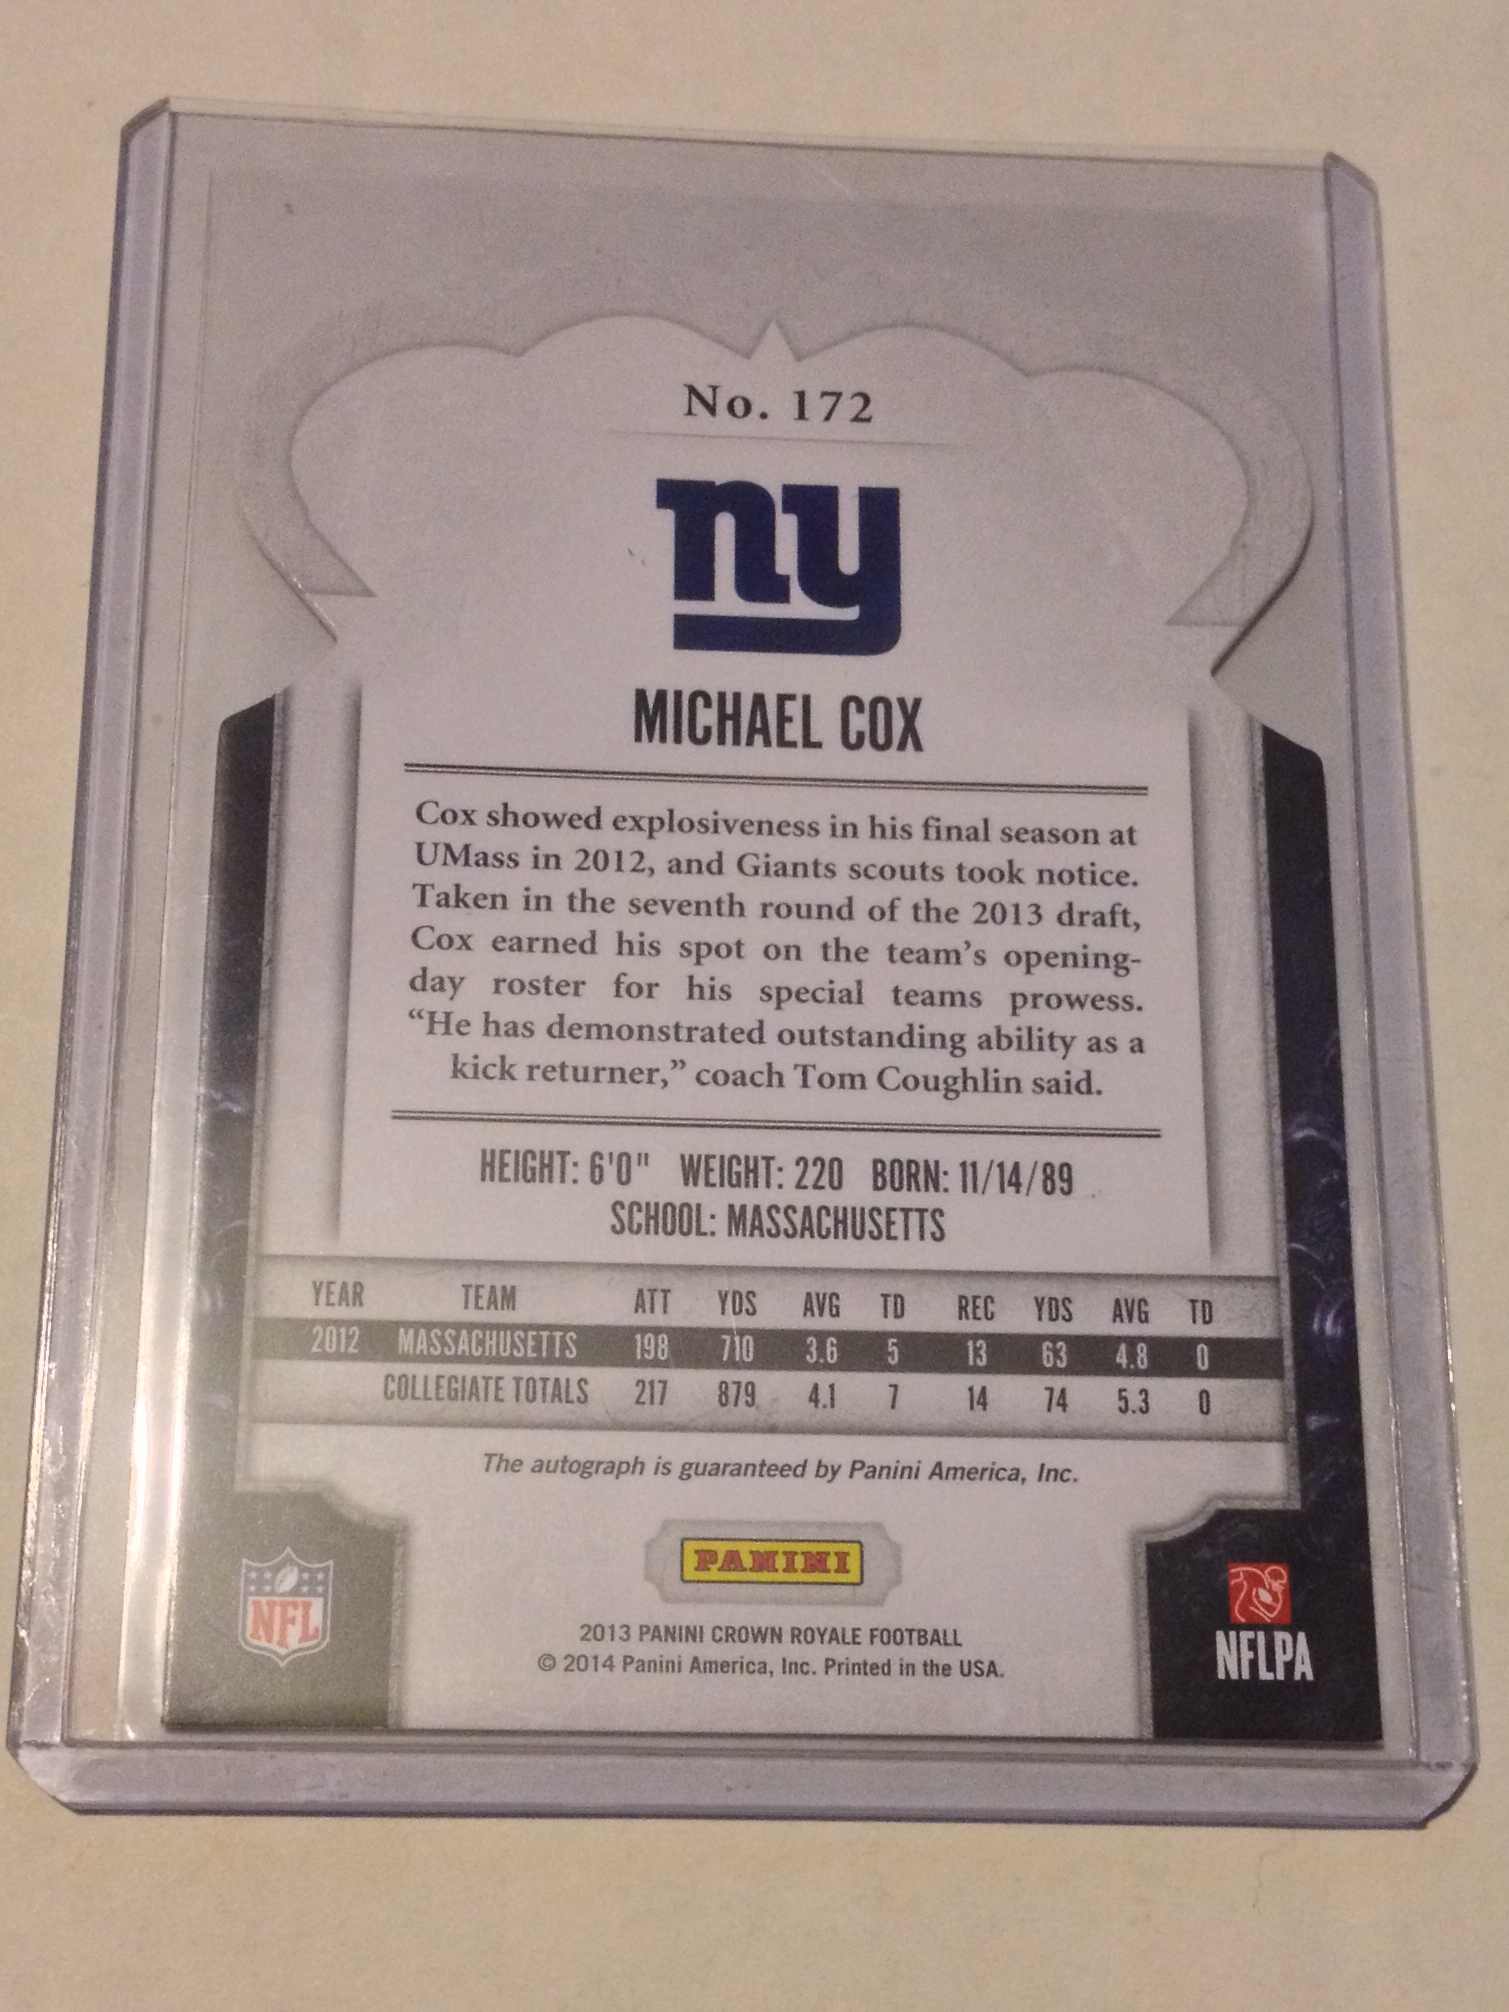 No. 172
ny
MICHAEL COX
Cox showed explosiveness in his final season at
UMass in 2012, and Giants scouts took notice.
Taken in the seventh round of the 2013 draft,
Cox earned his spot on the team's opening-
day roster for his special teams prowess.
“He has demonstrated outstanding ability as a
kick returner,” coach Tom Coughlin said.
HEIGHT: 6'0" WEIGHT: 220 BORN: 11/14/89
SCHOOL: MASSACHUSETTS
YEAR TEAM ATT YDS AVG TD REC YDS AVG TD
2012 MASSACHUSETTS 198 710 3.6 5 13 63 4.8 0
COLLEGIATE TOTALS 217 879 4.1 7 14 74 5.3 0
The autograph is guaranteed by Panini America, Inc.
PANINI
NFL
NFLPA
2013 PANINI CROWN ROYALE FOOTBALL
© 2014 Panini America, Inc. Printed in the USA.